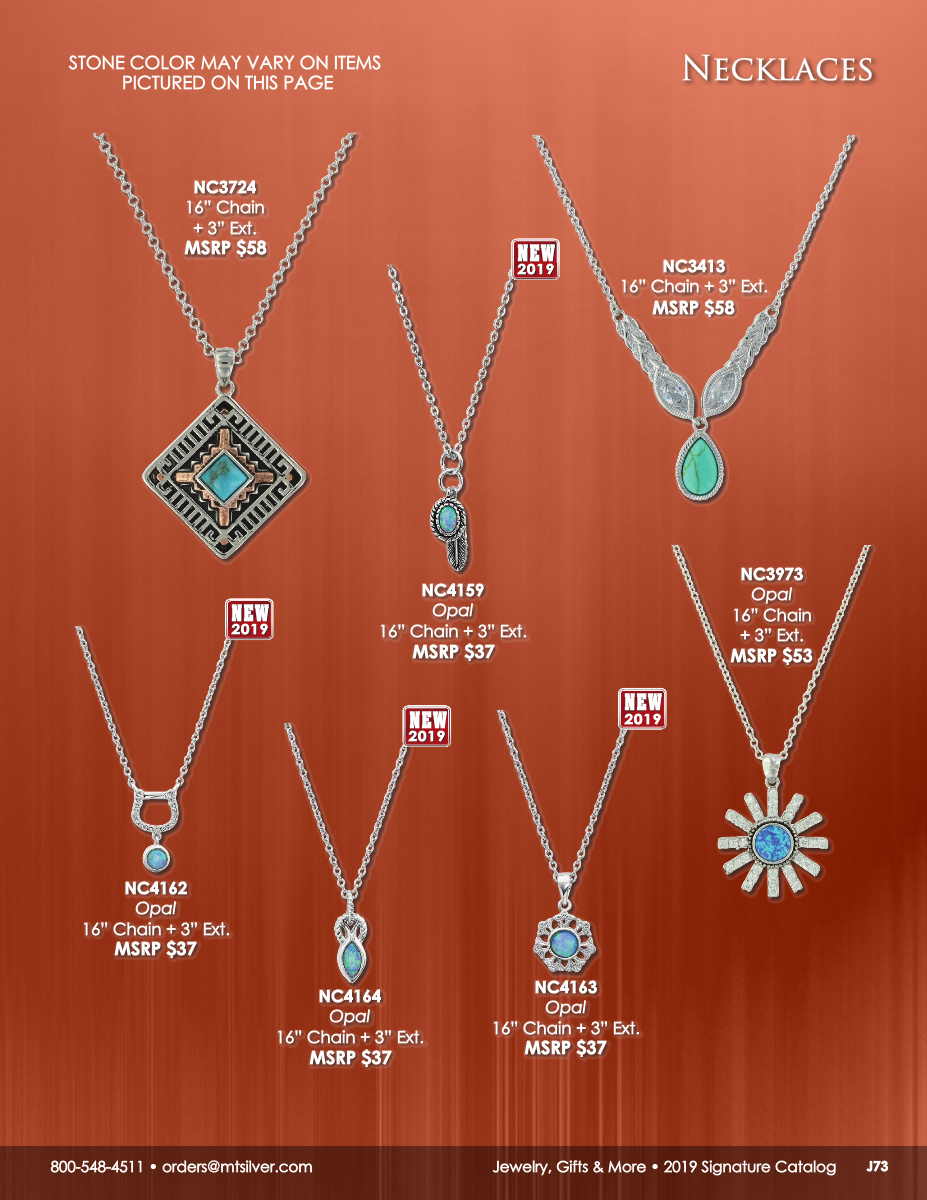 STONE COLOR MAY VARY ON ITEMS
PICTURED ON THIS PAGE
NECKLACES
NC3724
16” Chain
+ 3” Ext.
MSRP $58
NEW
2019
NC3413
16” Chain + 3” Ext.
MSRP $58
NC4159
Opal
16” Chain + 3” Ext.
MSRP $37
NC3973
Opal
16” Chain
+ 3” Ext.
MSRP $53
NEW
2019
NC4162
Opal
16” Chain + 3” Ext.
MSRP $37
NEW
2019
NC4164
Opal
16” Chain + 3” Ext.
MSRP $37
NEW
2019
NC4163
Opal
16” Chain + 3” Ext.
MSRP $37
800-548-4511 • orders@mtsilver.com
Jewelry, Gifts & More • 2019 Signature Catalog J73